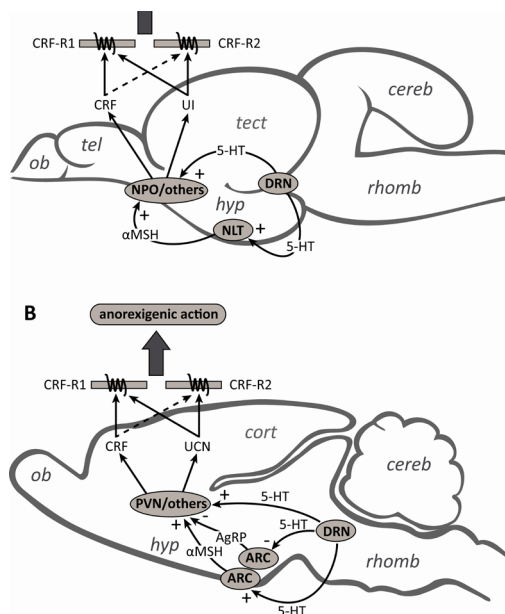 CRF-R1 CRF-R2
CRF UI
cereb
tect
tel
ob
5-HT
+
NPO/others DRN
rhomb
+
hyp
αMSH NLT + 5-HT
B
anorexigenic action
CRF-R1 CRF-R2
cort
CRF UCN
ob cereb
PVN/others + 5-HT
+ -
AgRP - 5-HT DRN
hyp αMSH ARC
rhomb
ARC
+
5-HT